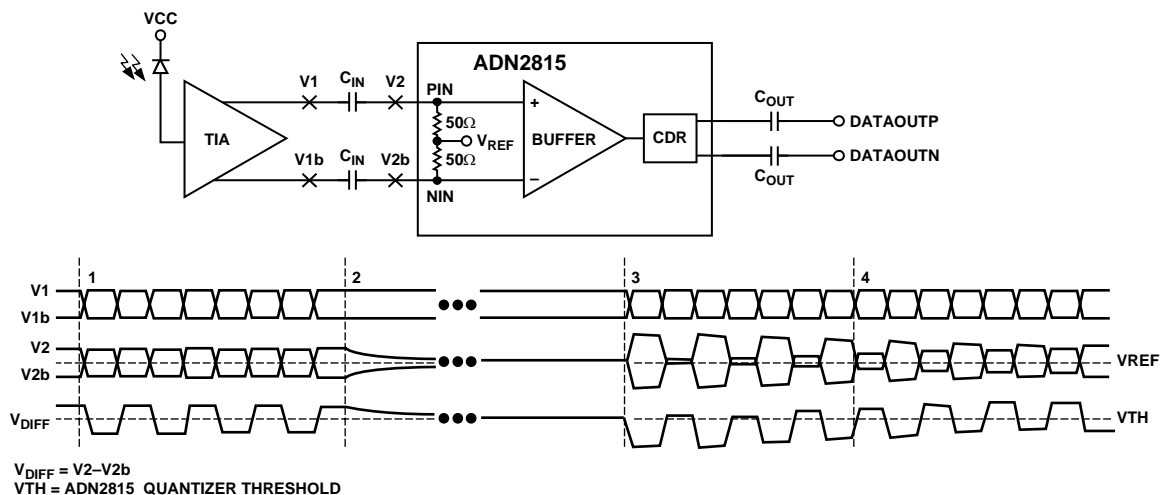 VCC
ADN2815
V1 C_IN V2 PIN
C_OUT
50Ω
+
TIA
V_REF
BUFFER
CDR
DATAOUTP
50Ω
V1b C_IN V2b
−
DATAOUTN
NIN
C_OUT
1 2 3 4
V1
V1b
V2
VREF
V2b
V_DIFF
VTH
V_DIFF = V2–V2b
VTH = ADN2815 QUANTIZER THRESHOLD